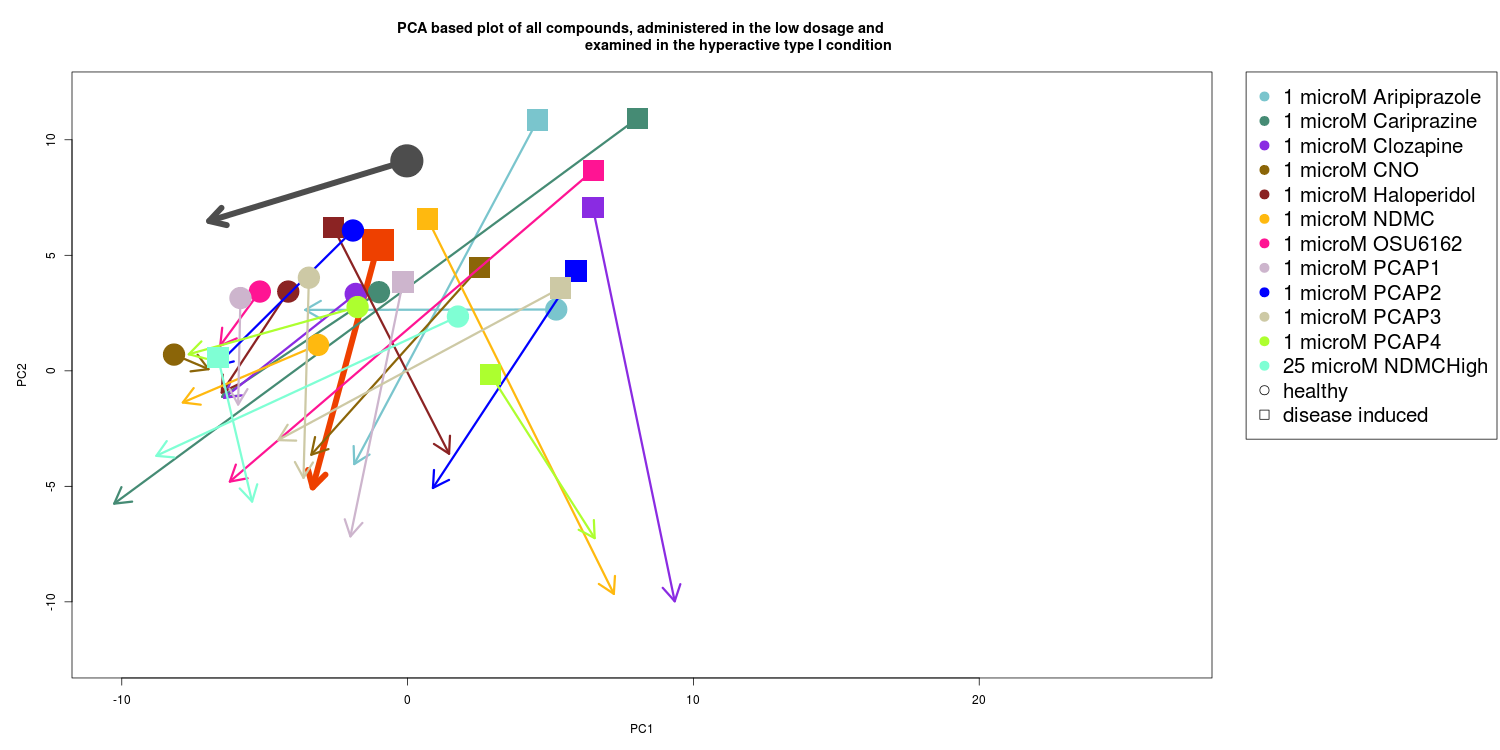 PCA based plot of all compounds, administered in the low dosage and
examined in the hyperactive type I condition
10
5
0
-5
-10
PC2
-10
0
10
20
PC1
1 microM Aripiprazole
1 microM Cariprazine
1 microM Clozapine
1 microM CNO
1 microM Haloperidol
1 microM NDMC
1 microM OSU6162
1 microM PCAP1
1 microM PCAP2
1 microM PCAP3
1 microM PCAP4
25 microM NDMCHigh
healthy
disease induced